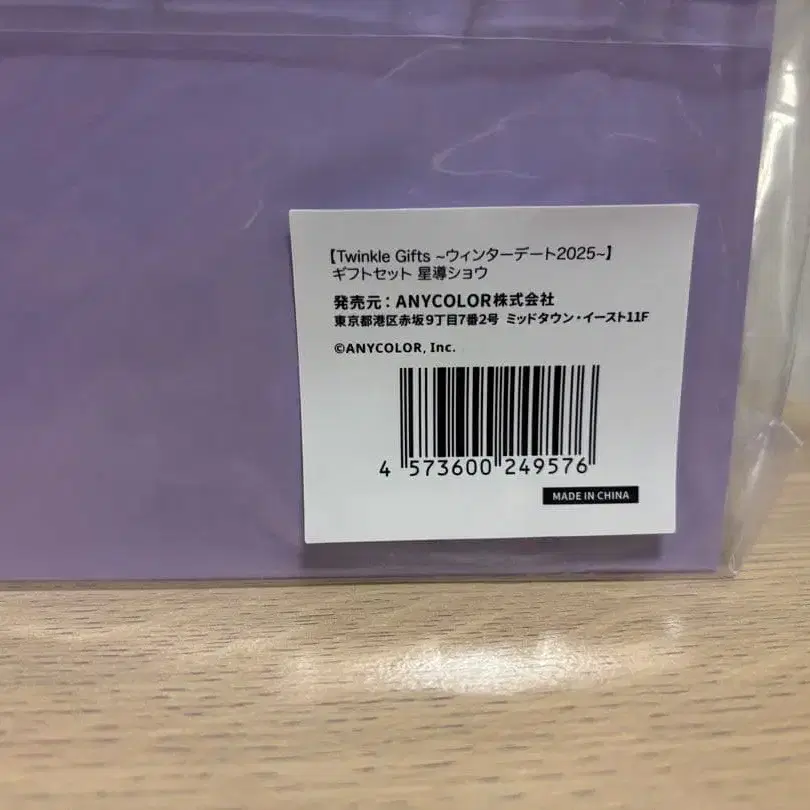 【Twinkle Gifts ~ウィンターデート2025~】
ギフトセット 星導ショウ
発売元：ANYCOLOR株式会社
東京都港区赤坂9丁目7番2号 ミッドタウン・イースト11F
©ANYCOLOR, Inc.
4 573600 249576
MADE IN CHINA